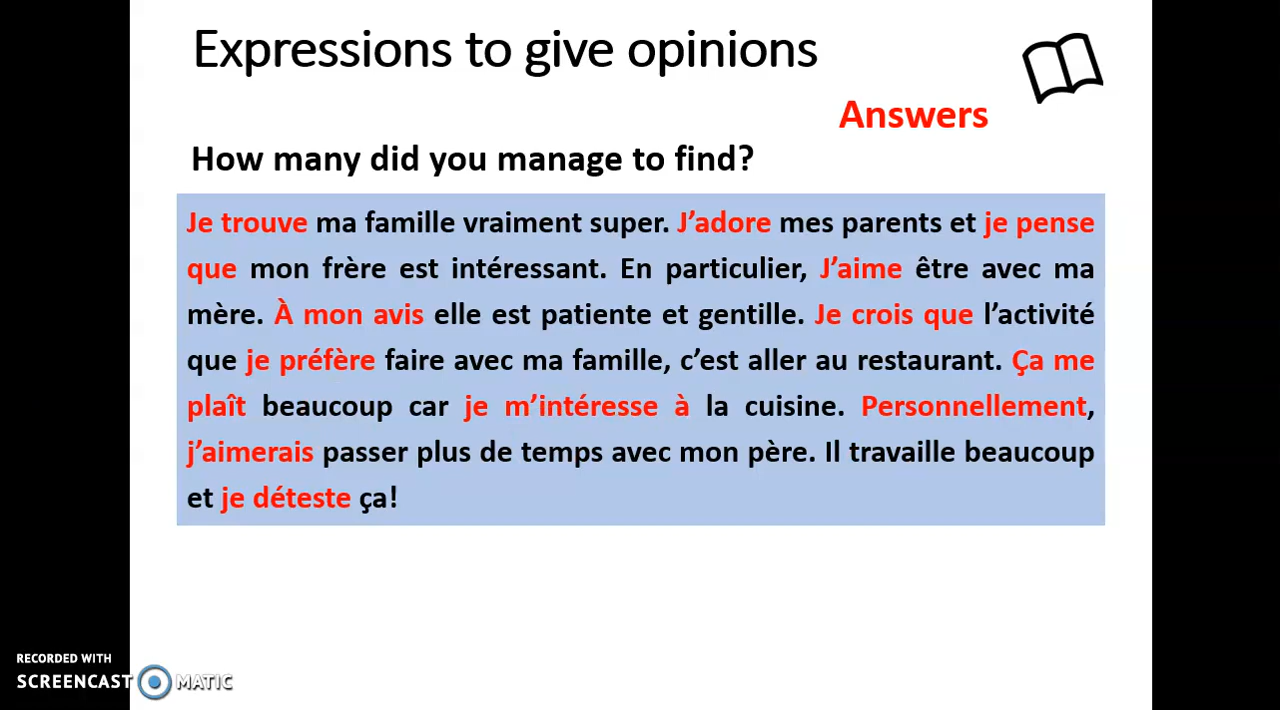 Expressions to give opinions
Answers
How many did you manage to find?
Je trouve ma famille vraiment super. J’adore mes parents et je pense
que mon frère est intéressant. En particulier, J’aime être avec ma
mère. À mon avis elle est patiente et gentille. Je crois que l’activité
que je préfère faire avec ma famille, c’est aller au restaurant. Ça me
plaît beaucoup car je m’intéresse à la cuisine. Personnellement,
j’aimerais passer plus de temps avec mon père. Il travaille beaucoup
et je déteste ça!
RECORDED WITH
SCREENCAST MATIC